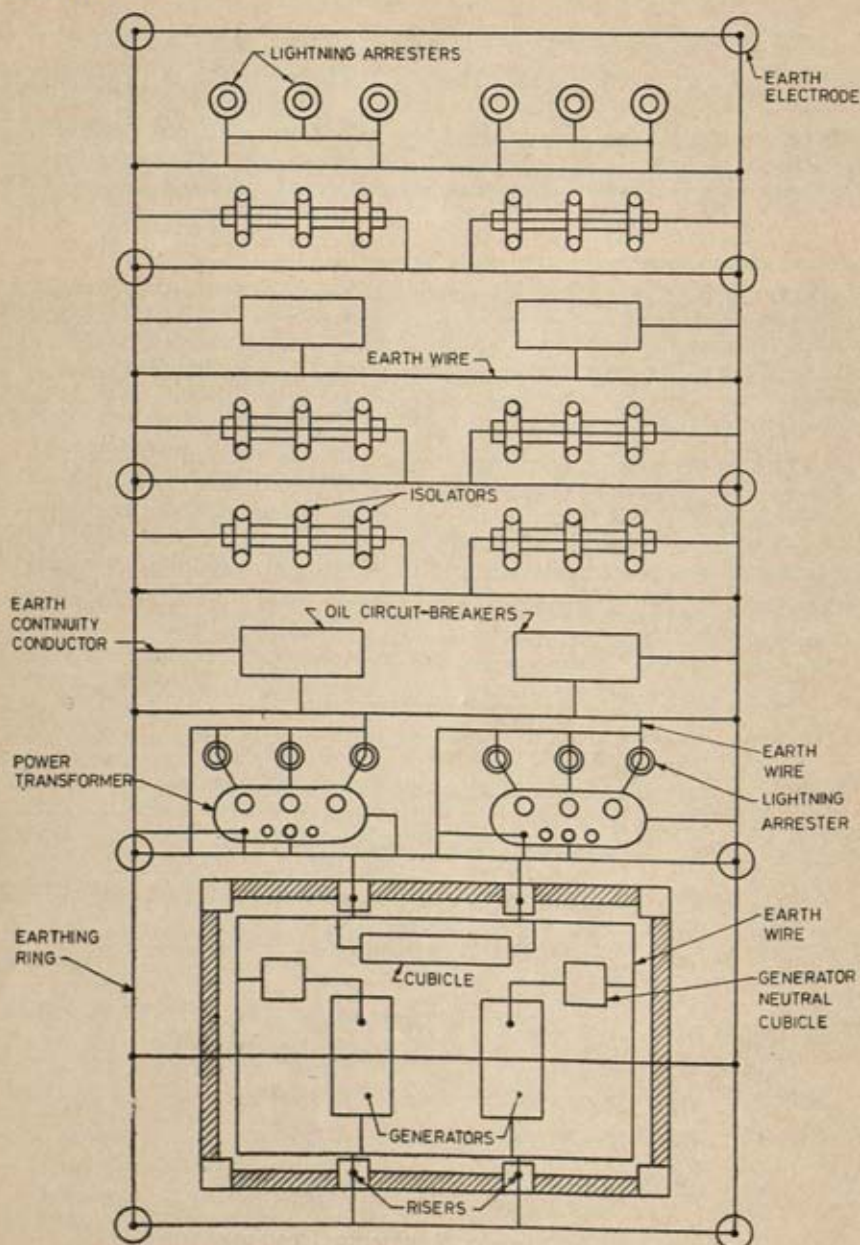 LIGHTNING ARRESTERS
EARTH
ELECTRODE
EARTH WIRE
ISOLATORS
EARTH
CONTINUITY
CONDUCTOR
OIL CIRCUIT-BREAKERS
POWER
TRANSFORMER
EARTH
WIRE
LIGHTNING
ARRESTER
EARTHING
RING
EARTH
WIRE
CUBICLE
GENERATOR
NEUTRAL
CUBICLE
GENERATORS
RISERS